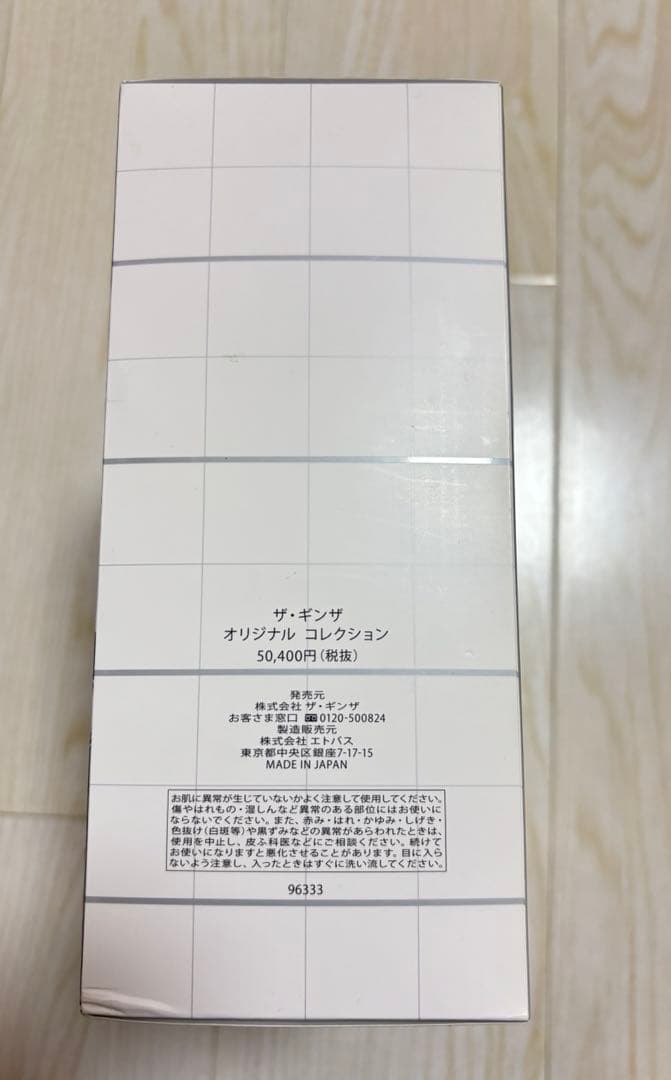 ザ・ギンザ
オリジナル コレクション
50,400円(税抜)
発売元
株式会社 ザ・ギンザ
お客さま窓口 0120-500824
製造販売元
株式会社 エトバス
東京都中央区銀座7-17-15
MADE IN JAPAN
お肌に異常が生じていないかよく注意して使用してください。
傷やはれもの・湿しんなど異常のある部位にはお使いに
ならないでください。また、赤み・はれ・かゆみ・しげき・
色抜け(白斑等)や黒ずみなどの異常があらわれたときは、
使用を中止し、皮ふ科医などにご相談ください。続けて
お使いになりますと悪化させることがあります。目に入ら
ないよう注意し、入ったときはすぐに洗い流してください。
96333